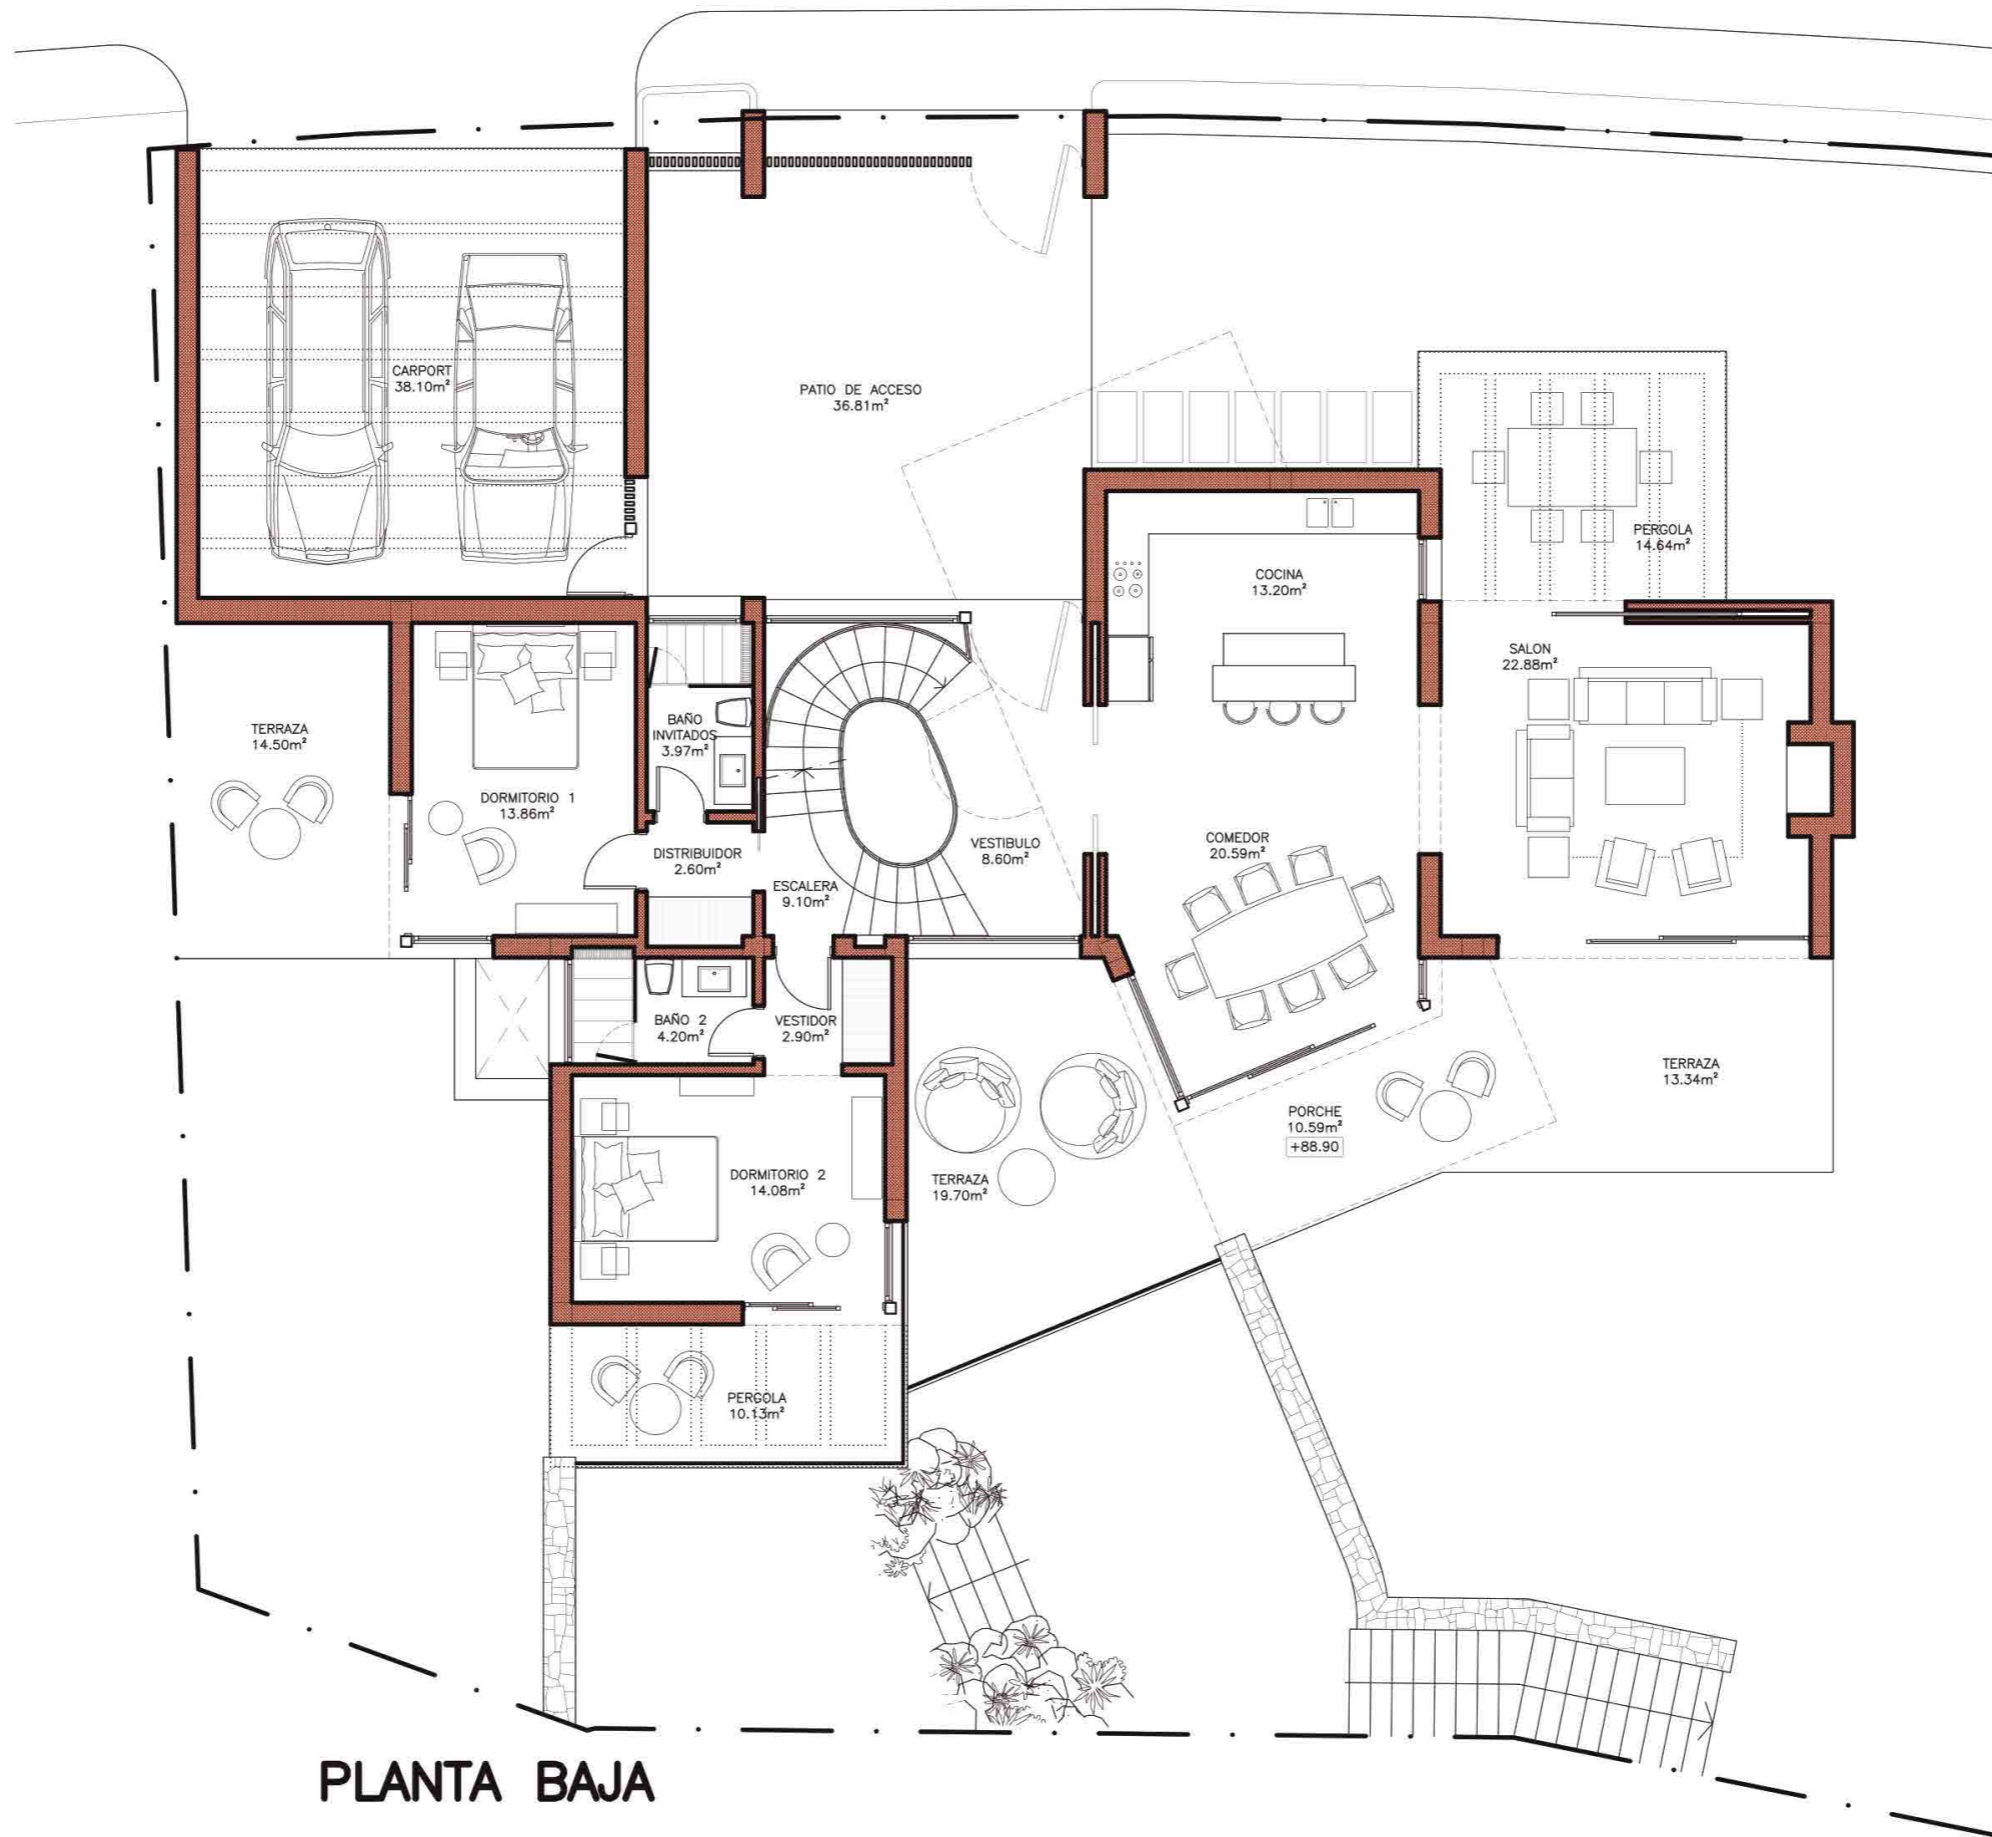 CARPORT
38.10m²
PATIO DE ACCESO
36.81m²
PERGOLA
14.64m²
COCINA
13.20m²
SALON
22.88m²
TERRAZA
14.50m²
BAÑO
INVITADOS
3.97m²
DORMITORIO 1
13.86m²
DISTRIBUIDOR
2.60m²
ESCALERA
9.10m²
VESTIBULO
8.60m²
COMEDOR
20.59m²
BAÑO 2
4.20m²
VESTIDOR
2.90m²
TERRAZA
13.34m²
PORCHE
10.59m²
+88.90
DORMITORIO 2
14.08m²
TERRAZA
19.70m²
PERGOLA
10.13m²
PLANTA BAJA